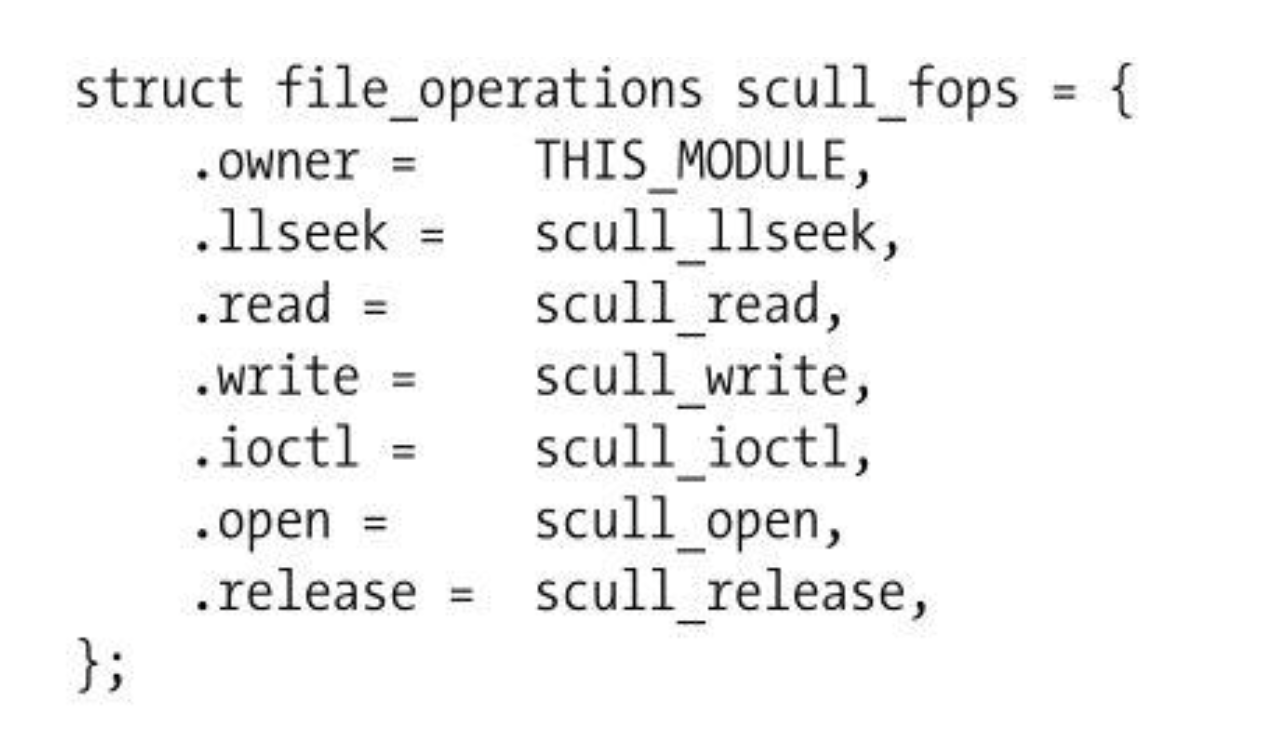 struct file_operations scull_fops = {
    .owner =    THIS_MODULE,
    .llseek =   scull_llseek,
    .read =     scull_read,
    .write =    scull_write,
    .ioctl =    scull_ioctl,
    .open =     scull_open,
    .release =  scull_release,
};